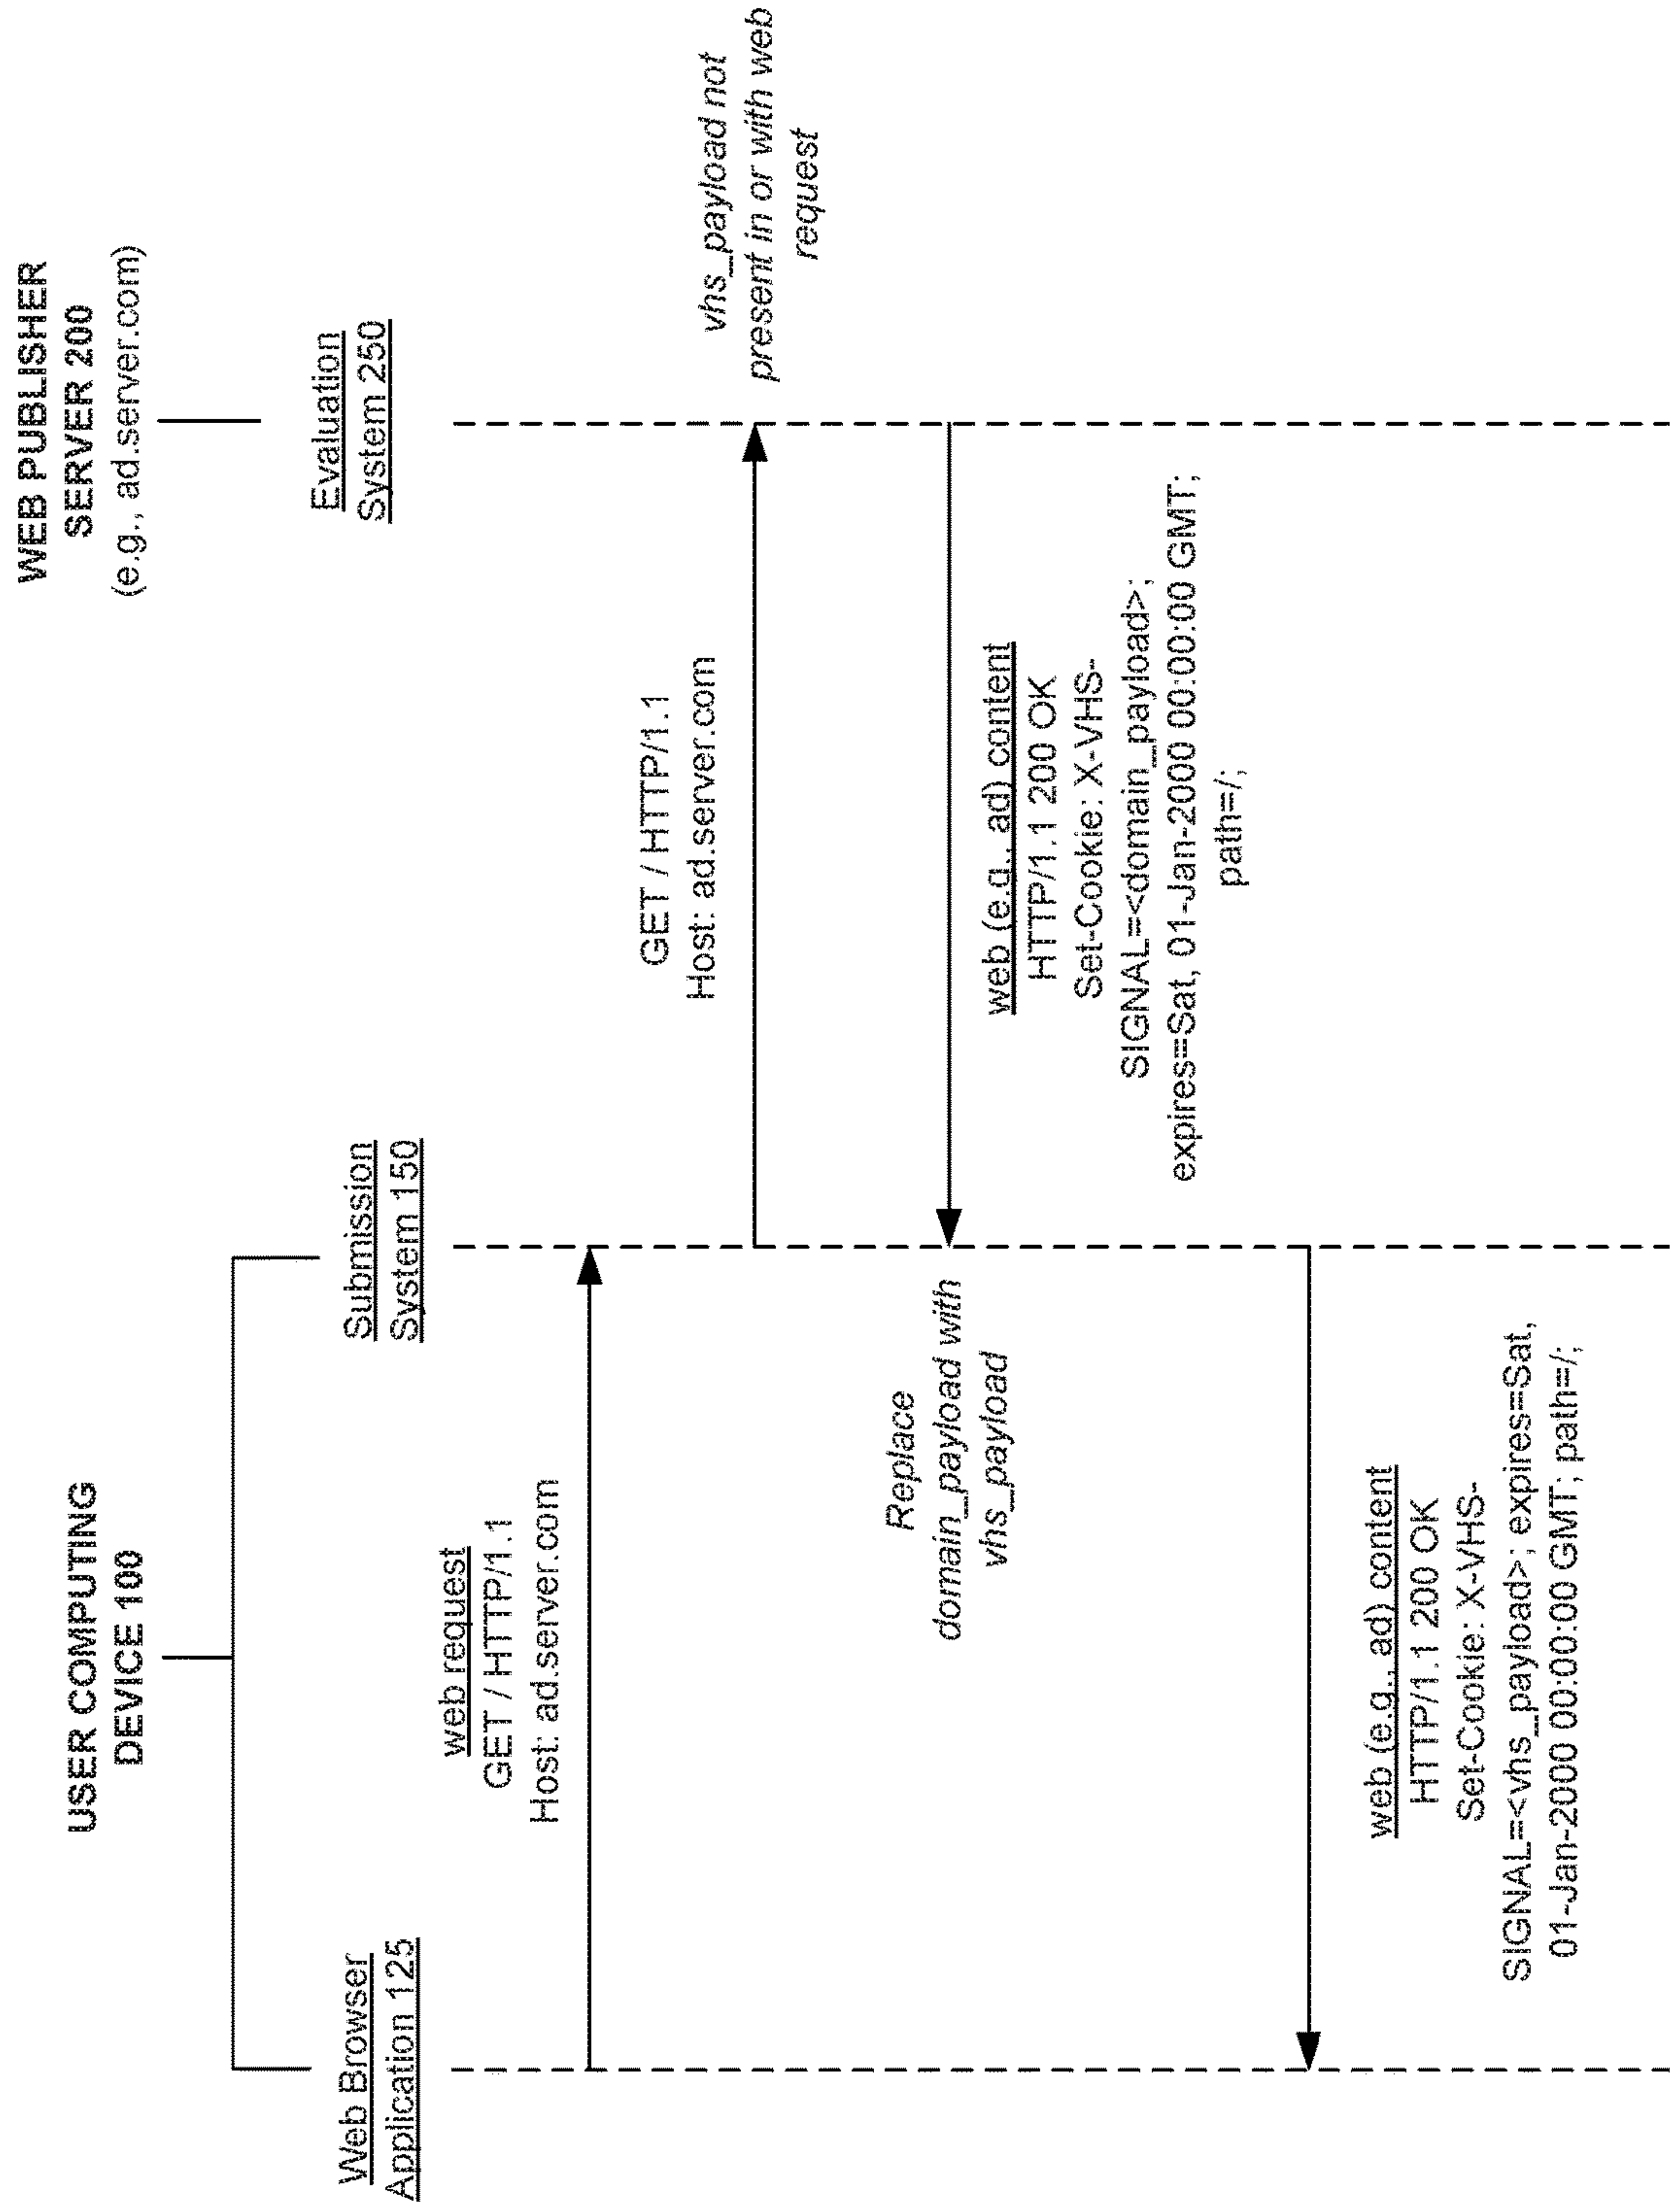 USER COMPUTING
DEVICE 100
WEB PUBLISHER
SERVER 200
(e.g., ad.server.com)
Web Browser
Application 125
Submission
System 150
Evaluation
System 250
web request
GET / HTTP/1.1
Host: ad.server.com
GET / HTTP/1.1
Host: ad.server.com
vhs_payload not
present in or with web
request
web (e.g., ad) content
HTTP/1.1 200 OK
Set-Cookie: X-VHS-
SIGNAL=<domain_payload>;
expires=Sat, 01-Jan-2000 00:00:00 GMT;
path=/;
Replace
domain_payload with
vhs_payload
web (e.g., ad) content
HTTP/1.1 200 OK
Set-Cookie: X-VHS-
SIGNAL=<vhs_payload>; expires=Sat,
01-Jan-2000 00:00:00 GMT; path=/;